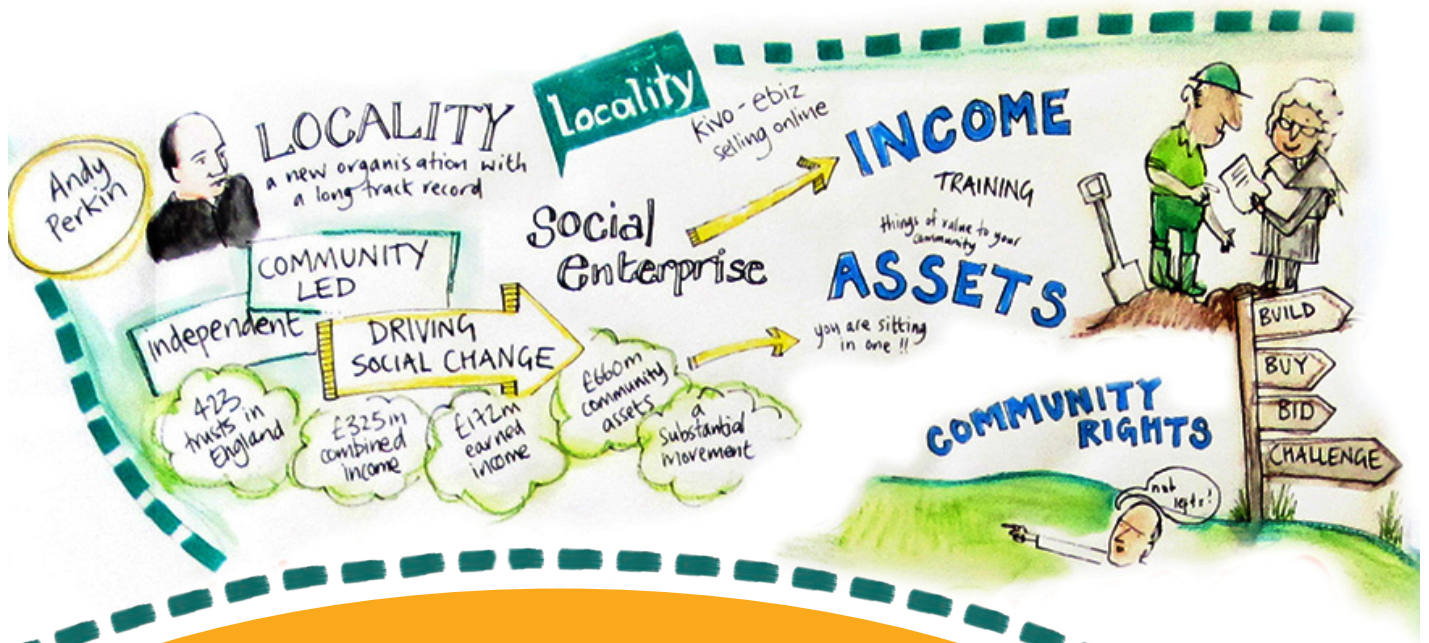 Andy
Perkin
LOCALITY
a new organisation with
a long track record
Locality
Kivo - ebiz
selling online
INCOME
TRAINING
things of value to your
community
ASSETS
you are sitting
in one !!
Social
enterprise
COMMUNITY
LED
independent
DRIVING
SOCIAL CHANGE
423
trusts in
England
£325m
combined
income
£172m
earned
income
£660m
community
assets
a
Substantial
movement
COMMUNITY
RIGHTS
BUILD
BUY
BID
CHALLENGE
not
lefts!